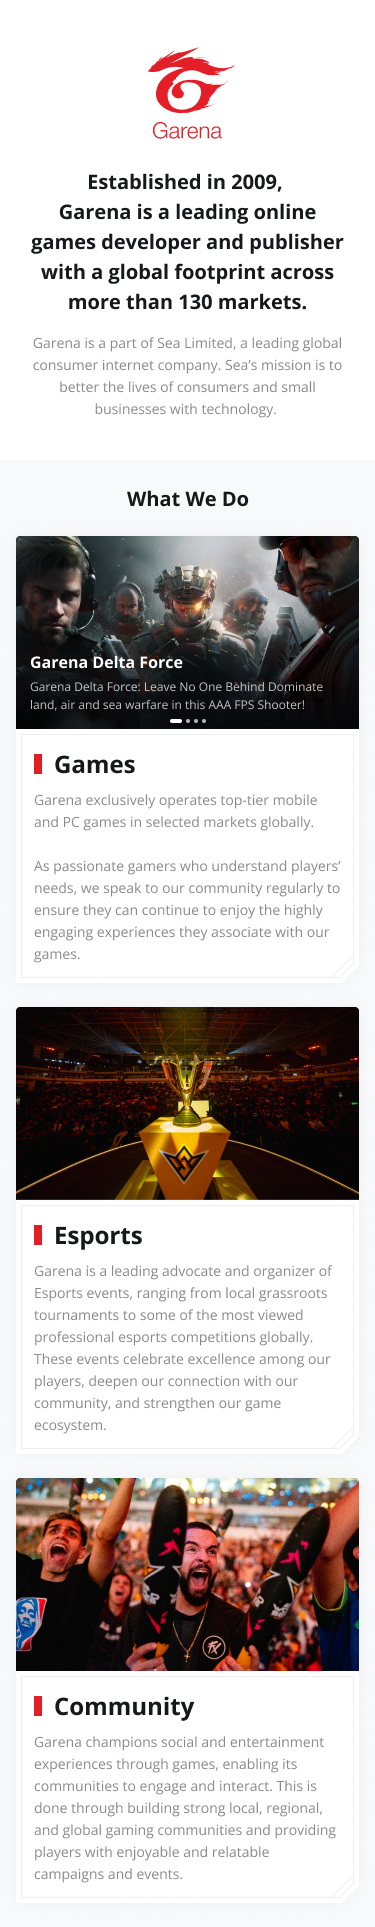 Garena
Established in 2009,
Garena is a leading online
games developer and publisher
with a global footprint across
more than 130 markets.
Garena is a part of Sea Limited, a leading global
consumer internet company. Sea’s mission is to
better the lives of consumers and small
businesses with technology.
What We Do
Garena Delta Force
Garena Delta Force: Leave No One Behind Dominate
land, air and sea warfare in this AAA FPS Shooter!
Games
Garena exclusively operates top-tier mobile
and PC games in selected markets globally.
As passionate gamers who understand players’
needs, we speak to our community regularly to
ensure they can continue to enjoy the highly
engaging experiences they associate with our
games.
Esports
Garena is a leading advocate and organizer of
Esports events, ranging from local grassroots
tournaments to some of the most viewed
professional esports competitions globally.
These events celebrate excellence among our
players, deepen our connection with our
community, and strengthen our game
ecosystem.
Community
Garena champions social and entertainment
experiences through games, enabling its
communities to engage and interact. This is
done through building strong local, regional,
and global gaming communities and providing
players with enjoyable and relatable
campaigns and events.